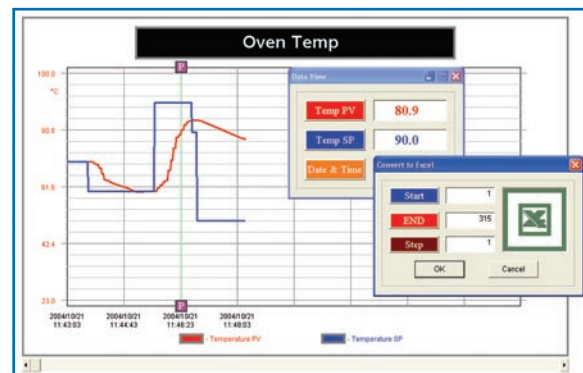 Oven Temp
P
100.0
°C
80.8
61.6
42.4
23.0
Data View
Temp PV
80.9
Temp SP
90.0
Date & Time
Convert to Excel
Start
1
END
315
Step
1
OK
Cancel
P
2004/10/21
11:43:03
2004/10/21
11:44:43
2004/10/21
11:46:23
2004/10/21
11:48:03
- Temperature PV
- Temperature SP